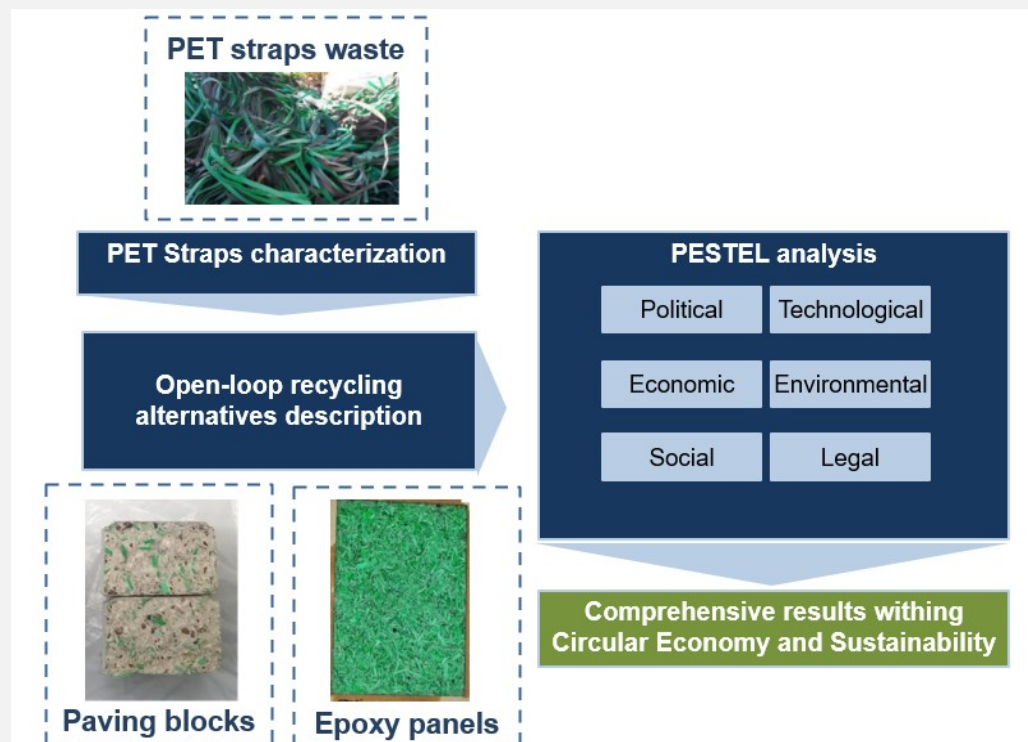 PET straps waste
PET Straps characterization
Open-loop recycling
alternatives description
Paving blocks
Epoxy panels
PESTEL analysis
Political
Technological
Economic
Environmental
Social
Legal
Comprehensive results withing
Circular Economy and Sustainability